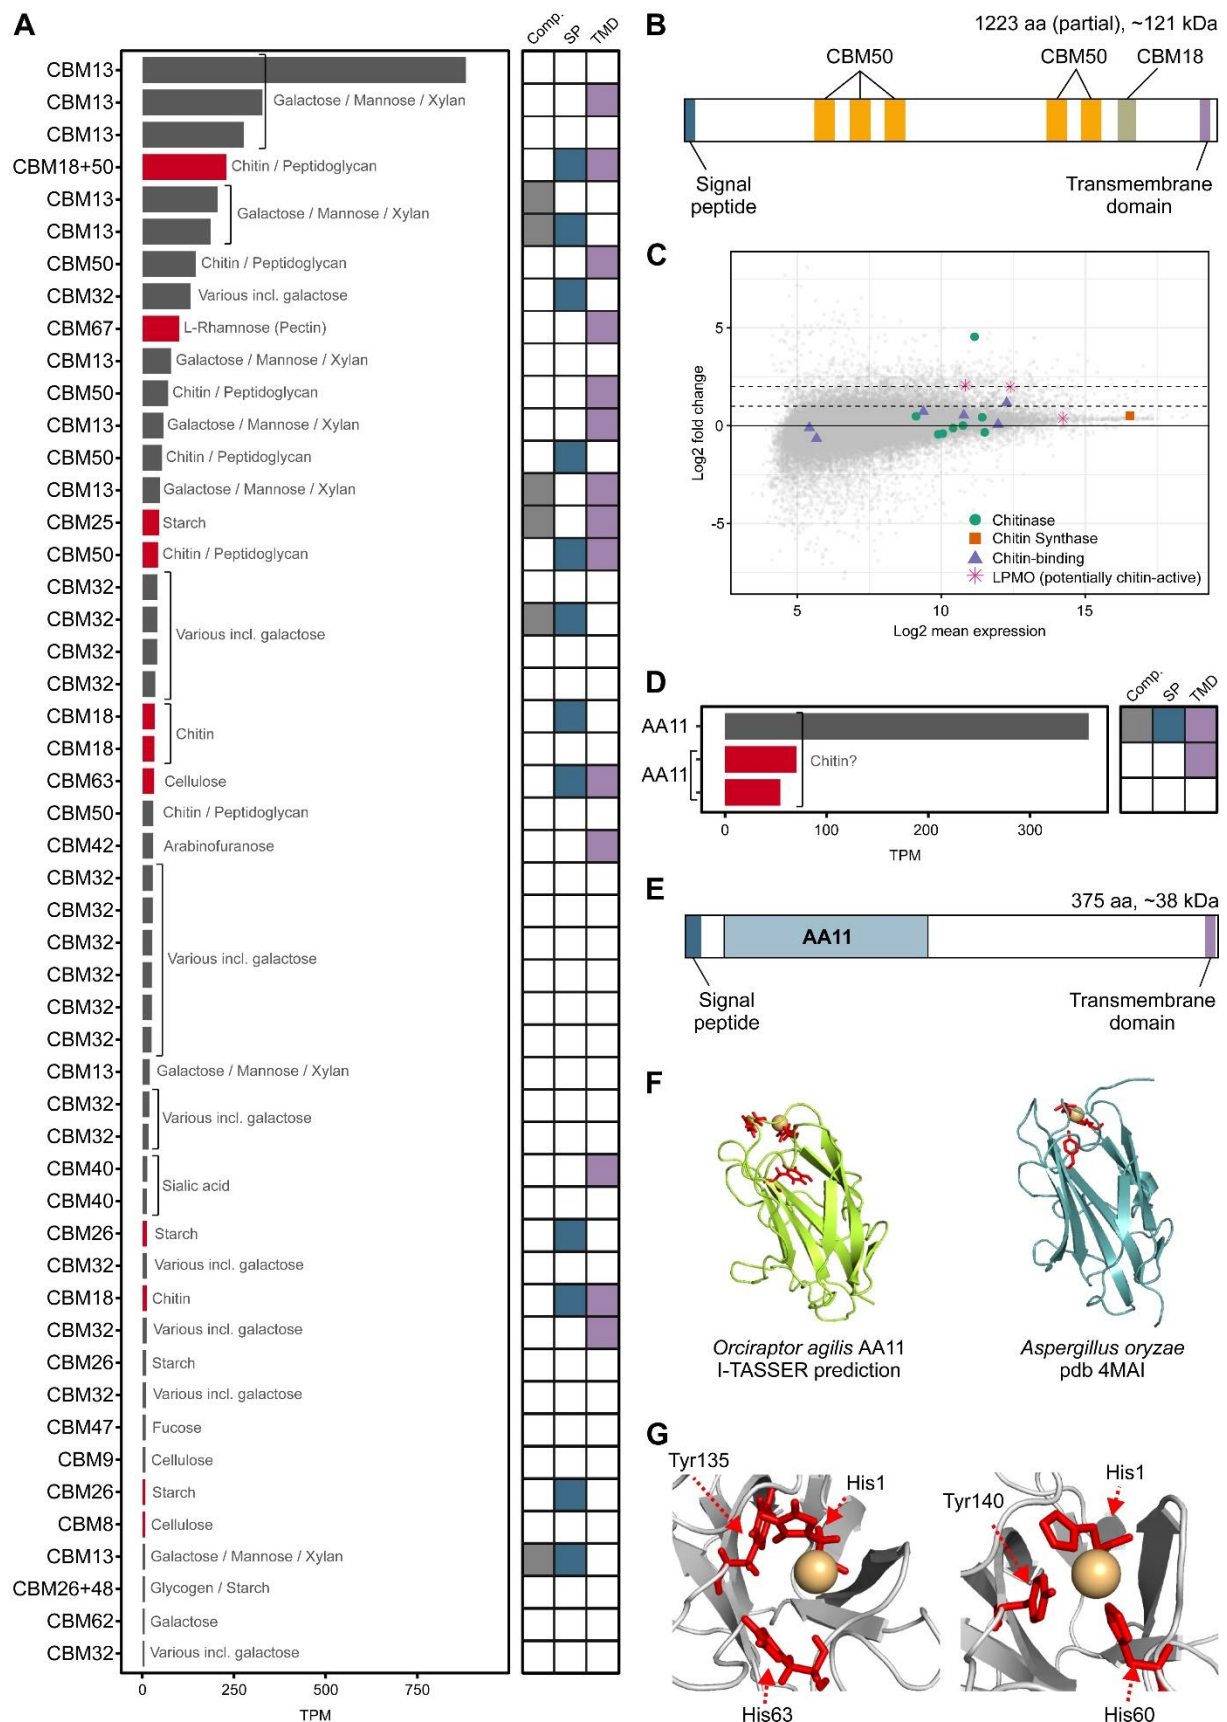 A
Comp.
SP
TMD
CBM13
CBM13
Galactose / Mannose / Xylan
CBM13
CBM18+50
Chitin / Peptidoglycan
CBM13
Galactose / Mannose / Xylan
CBM13
CBM50
Chitin / Peptidoglycan
CBM32
Various incl. galactose
CBM67
L-Rhamnose (Pectin)
CBM13
Galactose / Mannose / Xylan
CBM50
Chitin / Peptidoglycan
CBM13
Galactose / Mannose / Xylan
CBM50
Chitin / Peptidoglycan
CBM13
Galactose / Mannose / Xylan
CBM25
Starch
CBM50
Chitin / Peptidoglycan
CBM32
CBM32
Various incl. galactose
CBM32
CBM32
CBM18
Chitin
CBM18
CBM63
Cellulose
CBM50
Chitin / Peptidoglycan
CBM42
Arabinofuranose
CBM32
CBM32
CBM32
Various incl. galactose
CBM32
CBM32
CBM32
CBM13
Galactose / Mannose / Xylan
CBM32
Various incl. galactose
CBM32
CBM40
Sialic acid
CBM40
CBM26
Starch
CBM32
Various incl. galactose
CBM18
Chitin
CBM32
Various incl. galactose
CBM26
Starch
CBM32
Various incl. galactose
CBM47
Fucose
CBM9
Cellulose
CBM26
Starch
CBM8
Cellulose
CBM13
Galactose / Mannose / Xylan
CBM26+48
Glycogen / Starch
CBM62
Galactose
CBM32
Various incl. galactose
0
250
500
750
TPM
B
1223 aa (partial), ~121 kDa
CBM50
CBM50
CBM18
Signal
peptide
Transmembrane
domain
C
5
0
-5
Log2 fold change
Chitinase
Chitin Synthase
Chitin-binding
LPMO (potentially chitin-active)
5
10
15
Log2 mean expression
D
Comp.
SP
TMD
AA11
AA11
Chitin?
0
100
200
300
TPM
E
375 aa, ~38 kDa
AA11
Signal
peptide
Transmembrane
domain
F
Orciraptor agilis AA11
I-TASSER prediction
Aspergillus oryzae
pdb 4MAI
G
Tyr135
His1
His63
Tyr140
His1
His60